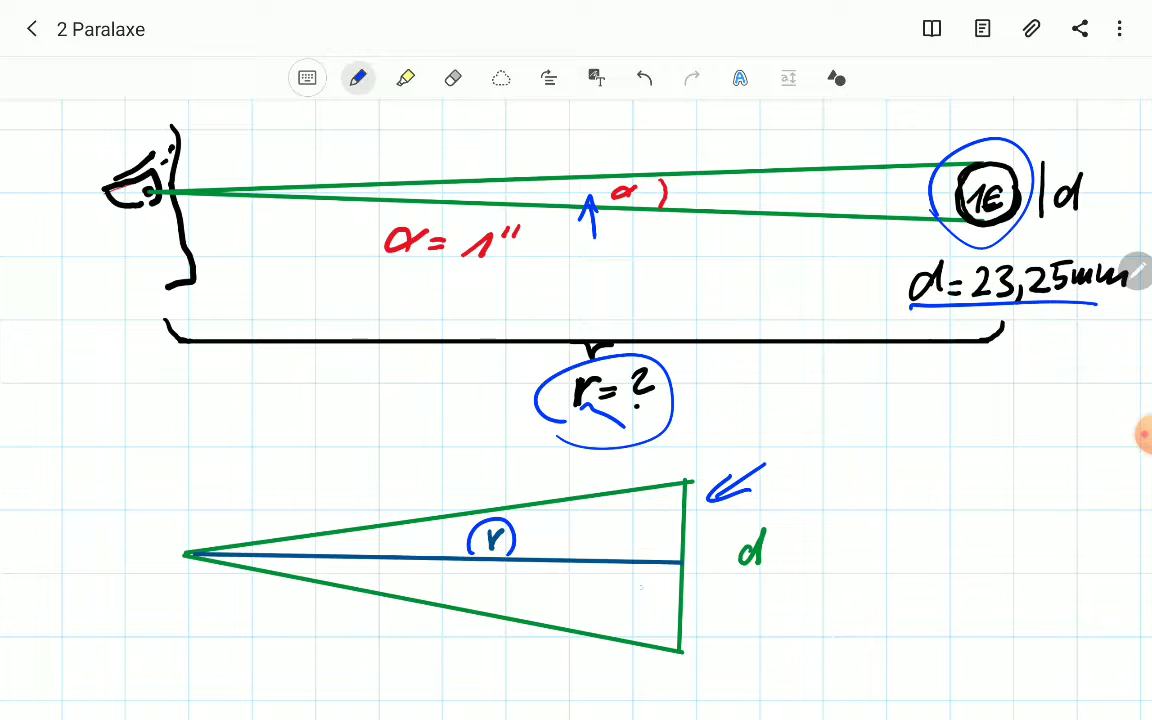 2 Paralaxe
α
1€
d
α = 1"
d = 23,25mm
r = ?
r
d